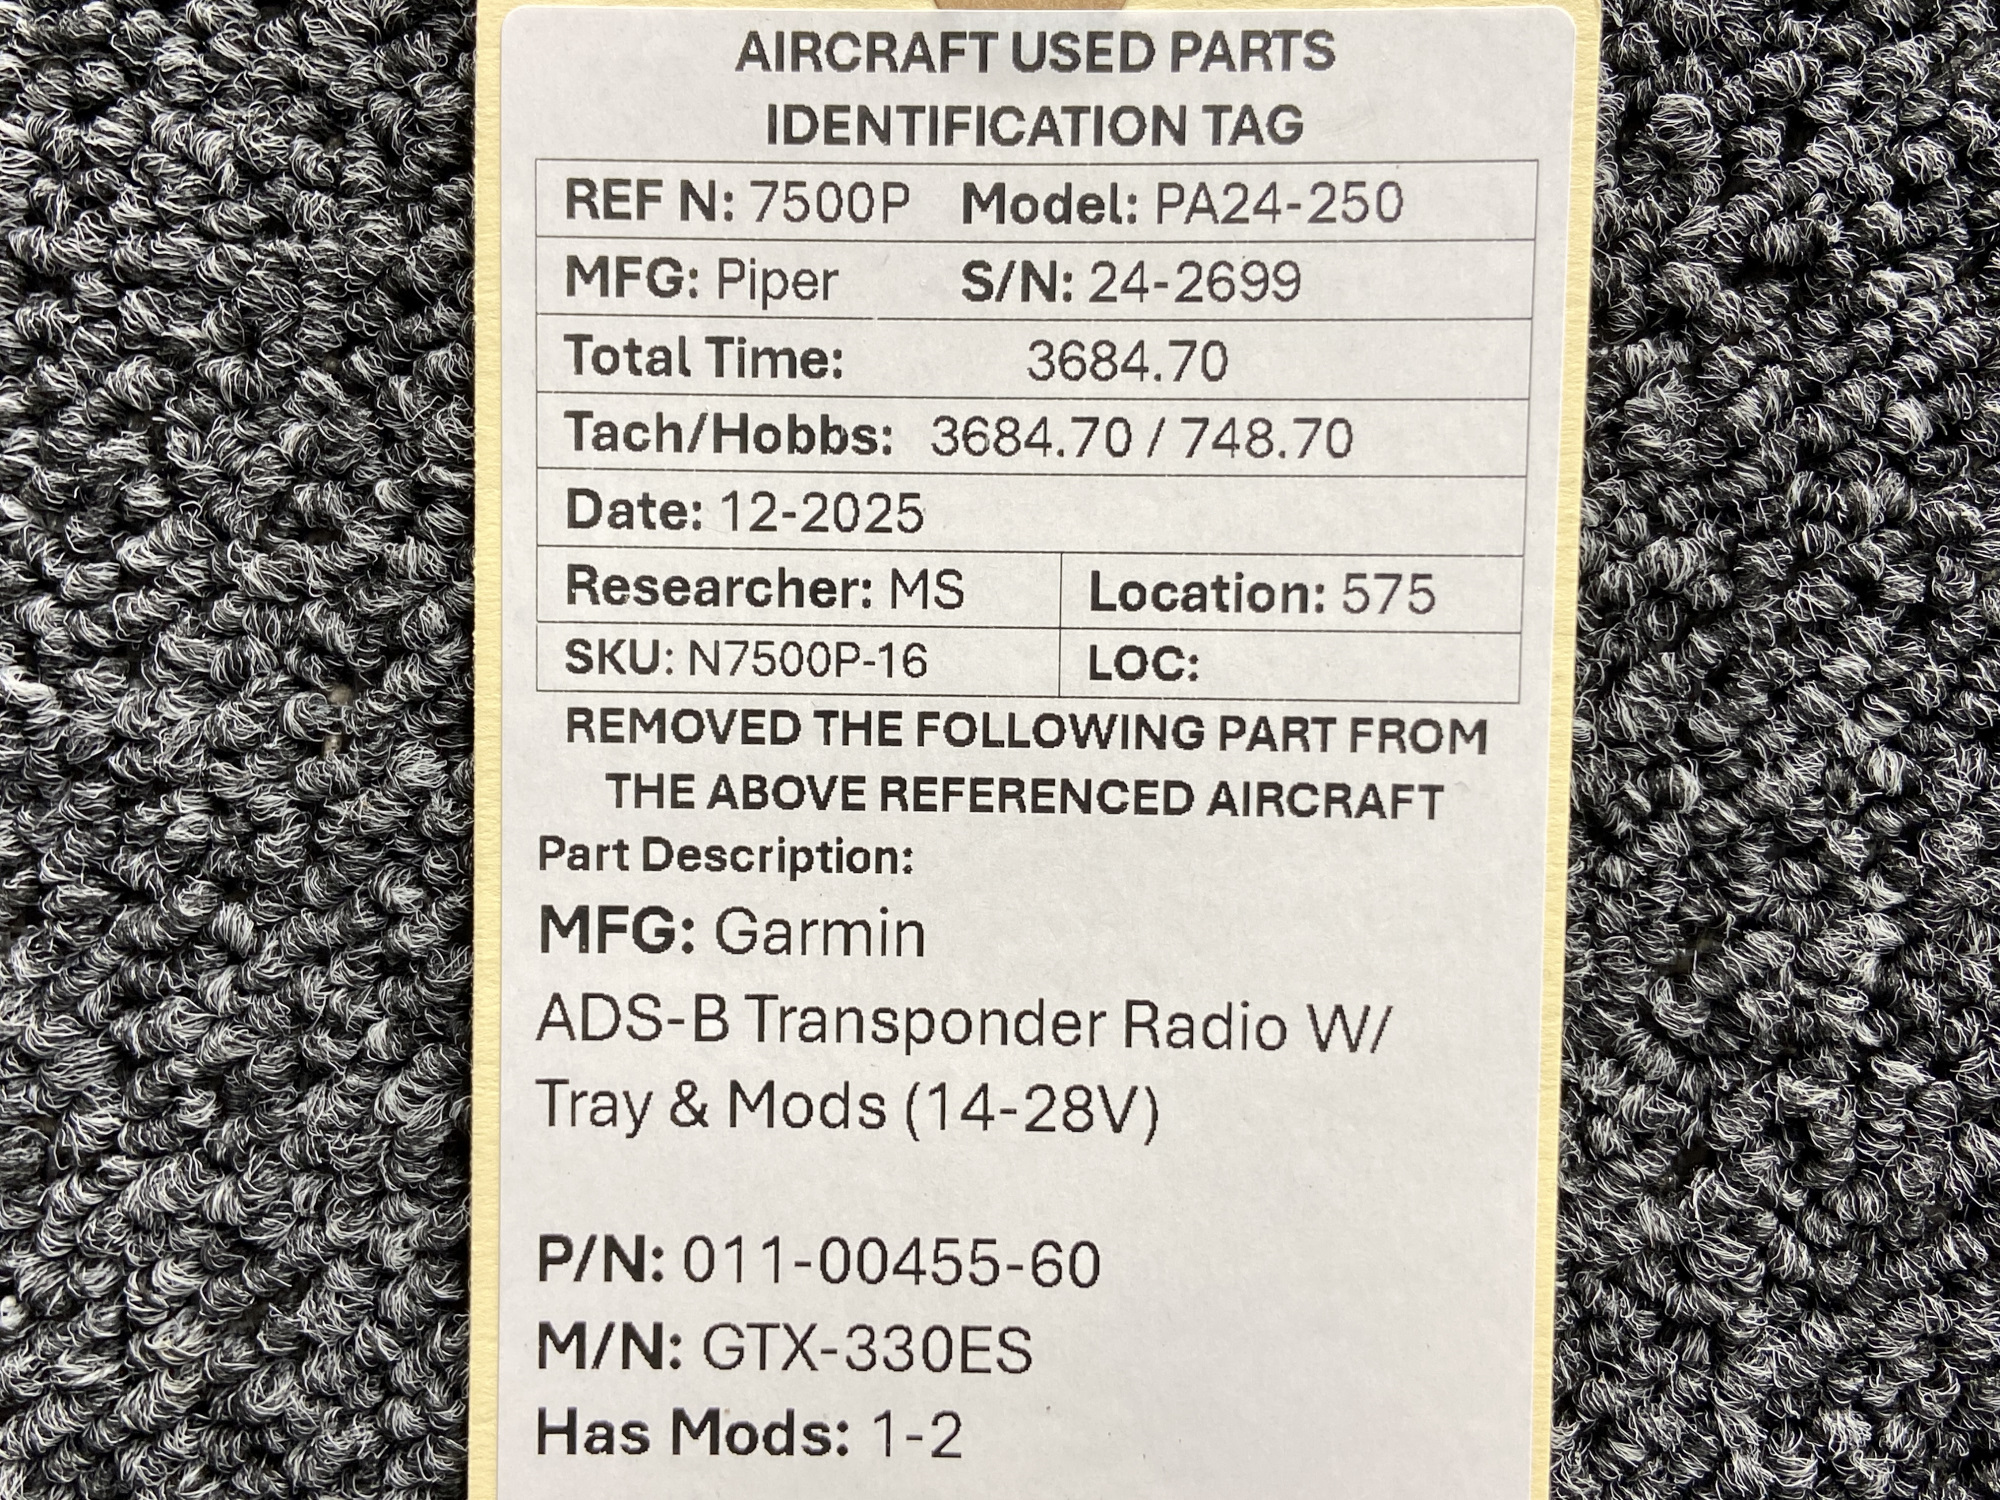 AIRCRAFT USED PARTS
IDENTIFICATION TAG
REF N: 7500P Model: PA24-250
MFG: Piper S/N: 24-2699
Total Time: 3684.70
Tach/Hobbs: 3684.70 / 748.70
Date: 12-2025
Researcher: MS Location: 575
SKU: N7500P-16 LOC:
REMOVED THE FOLLOWING PART FROM
THE ABOVE REFERENCED AIRCRAFT
Part Description:
MFG: Garmin
ADS-B Transponder Radio W/
Tray & Mods (14-28V)
P/N: 011-00455-60
M/N: GTX-330ES
Has Mods: 1-2